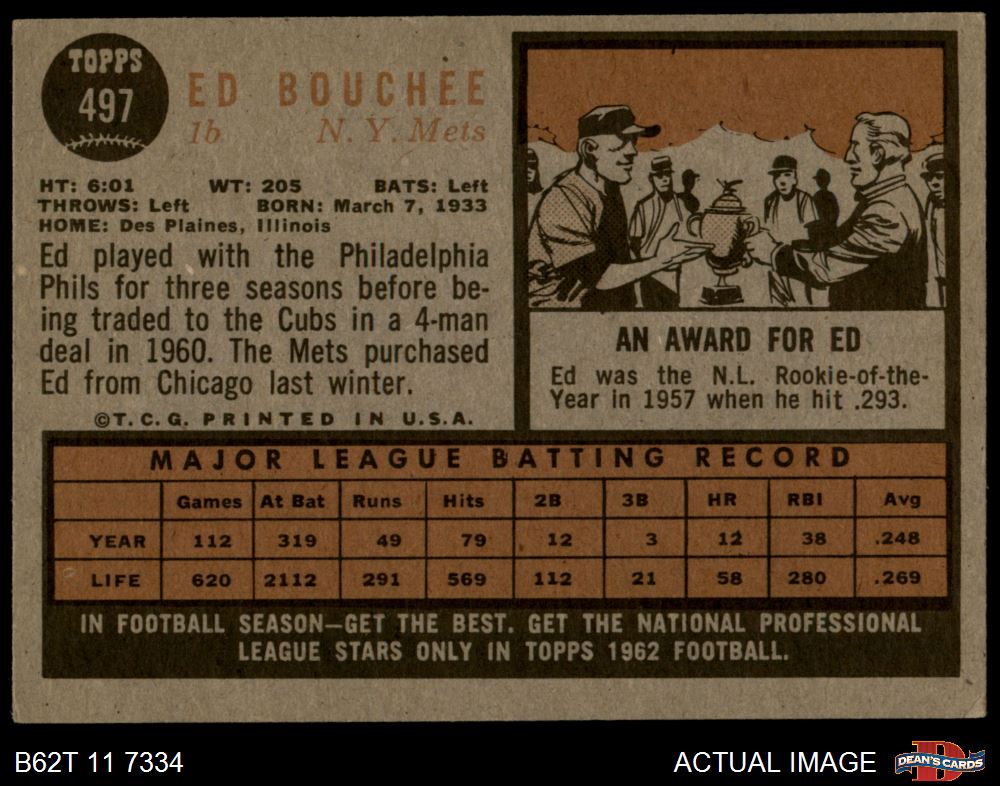 TOPPS
497
ED BOUCHEE
1b N. Y. Mets
HT: 6:01 WT: 205 BATS: Left
THROWS: Left BORN: March 7, 1933
HOME: Des Plaines, Illinois
Ed played with the Philadelphia
Phils for three seasons before be-
ing traded to the Cubs in a 4-man
deal in 1960. The Mets purchased
Ed from Chicago last winter.
©T.C.G. PRINTED IN U.S.A.
AN AWARD FOR ED
Ed was the N.L. Rookie-of-the-
Year in 1957 when he hit .293.
MAJOR LEAGUE BATTING RECORD
Games At Bat Runs Hits 2B 3B HR RBI Avg
YEAR 112 319 49 79 12 3 12 38 .248
LIFE 620 2112 291 569 112 21 58 280 .269
IN FOOTBALL SEASON—GET THE BEST. GET THE NATIONAL PROFESSIONAL
LEAGUE STARS ONLY IN TOPPS 1962 FOOTBALL.
B62T 11 7334 ACTUAL IMAGE D DEAN'S CARDS